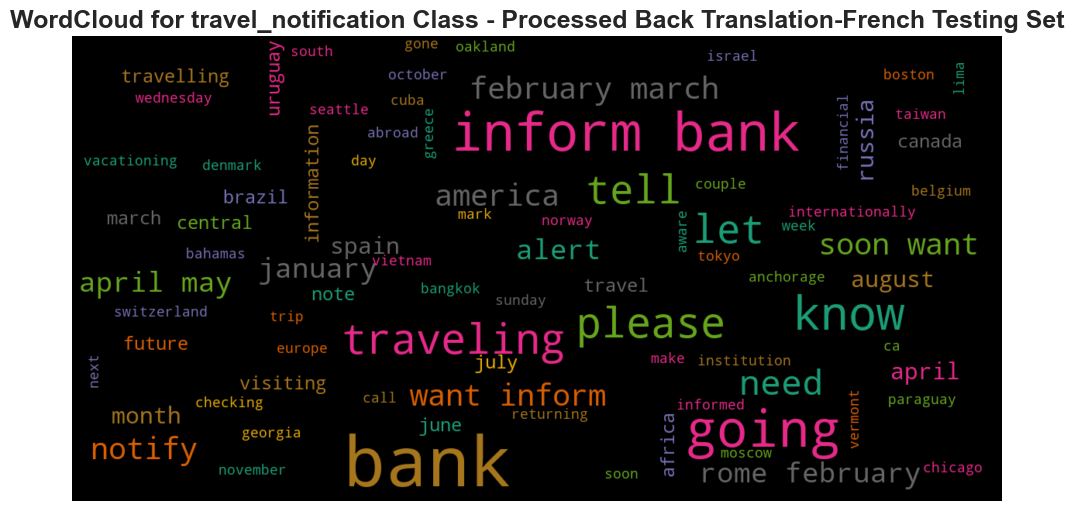 WordCloud for travel_notification Class - Processed Back Translation-French Testing Set
gone
south
oakland
israel
travelling
october
february march
boston
lima
uruguay
wednesday
seattle
cuba
inform bank
financial
russia
taiwan
abroad
greece
canada
information
vacationing
denmark
day
tell
couple
brazil
america
belgium
march
central
mark
norway
aware
let
internationally
week
bahamas
spain
alert
tokyo
soon want
january
vietnam
april may
note
bangkok
travel
anchorage
august
sunday
switzerland
trip
please
know
future
europe
traveling
ca
next
july
make
institution
april
visiting
need
checking
call
want inform
informed
paraguay
month
returning
vermont
georgia
june
africa
going
notify
bank
moscow
november
soon
rome february
chicago